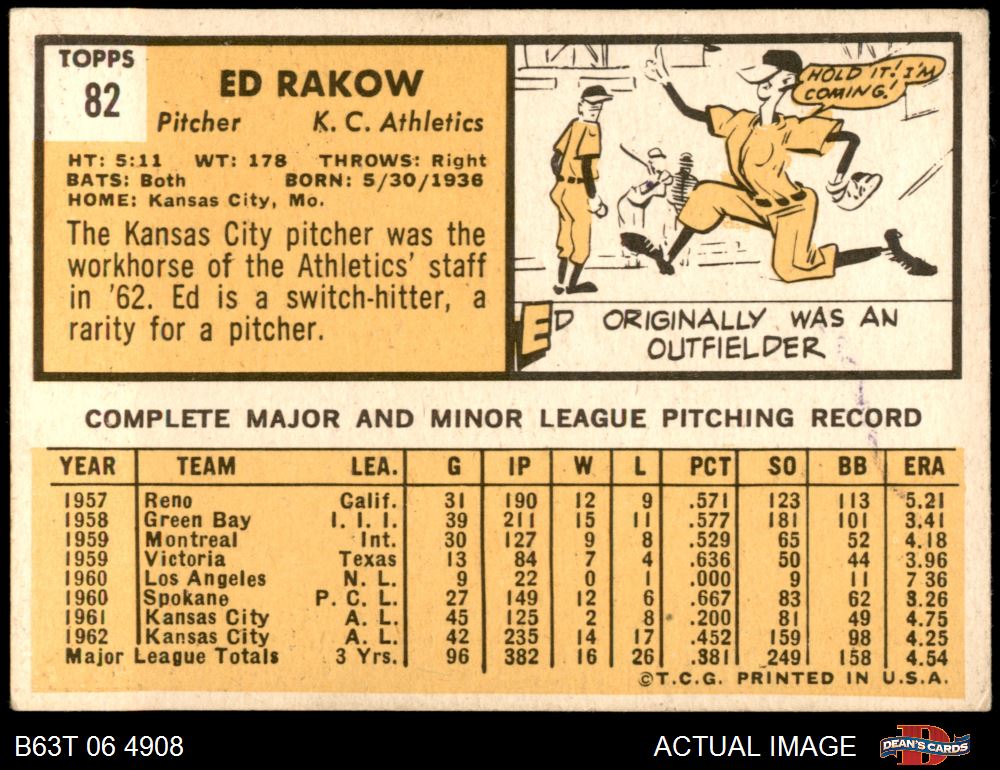 TOPPS
82
ED RAKOW
Pitcher K. C. Athletics
HT: 5:11 WT: 178 THROWS: Right
BATS: Both BORN: 5/30/1936
HOME: Kansas City, Mo.
The Kansas City pitcher was the
workhorse of the Athletics' staff
in '62. Ed is a switch-hitter, a
rarity for a pitcher.
HOLD IT! I'M
COMING!
ED ORIGINALLY WAS AN
OUTFIELDER
COMPLETE MAJOR AND MINOR LEAGUE PITCHING RECORD
YEAR TEAM LEA. G IP W L PCT SO BB ERA
1957 Reno Calif. 31 190 12 9 .571 123 113 5.21
1958 Green Bay I. I. I. 39 211 15 11 .577 181 101 3.41
1959 Montreal Int. 30 127 9 8 .529 65 52 4.18
1959 Victoria Texas 13 84 7 4 .636 50 44 3.96
1960 Los Angeles N. L. 9 22 0 1 .000 9 11 7 36
1960 Spokane P. C. L. 27 149 12 6 .667 83 62 3.26
1961 Kansas City A. L. 45 125 2 8 .200 81 49 4.75
1962 Kansas City A. L. 42 235 14 17 .452 159 98 4.25
Major League Totals 3 Yrs. 96 382 16 26 .381 249 158 4.54
©T.C.G. PRINTED IN U.S.A.
B63T 06 4908 ACTUAL IMAGE D DEAN'S CARDS